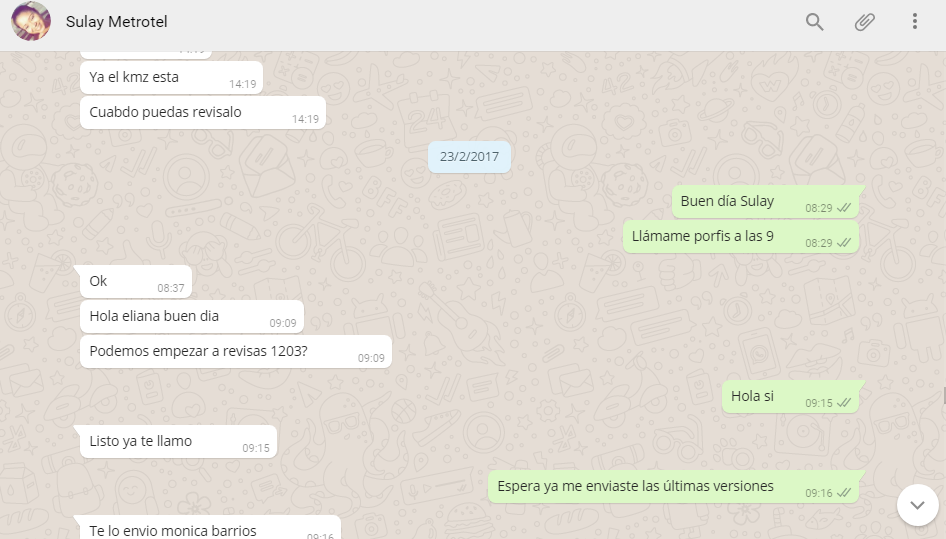 Sulay Metrotel
Ya el kmz esta 14:19
Cuabdo puedas revisalo 14:19
23/2/2017
Buen día Sulay 08:29
Llámame porfis a las 9 08:29
Ok 08:37
Hola eliana buen dia 09:09
Podemos empezar a revisas 1203? 09:09
Hola si 09:15
Listo ya te llamo 09:15
Espera ya me enviaste las últimas versiones 09:16
Te lo envio monica barrios 09:16